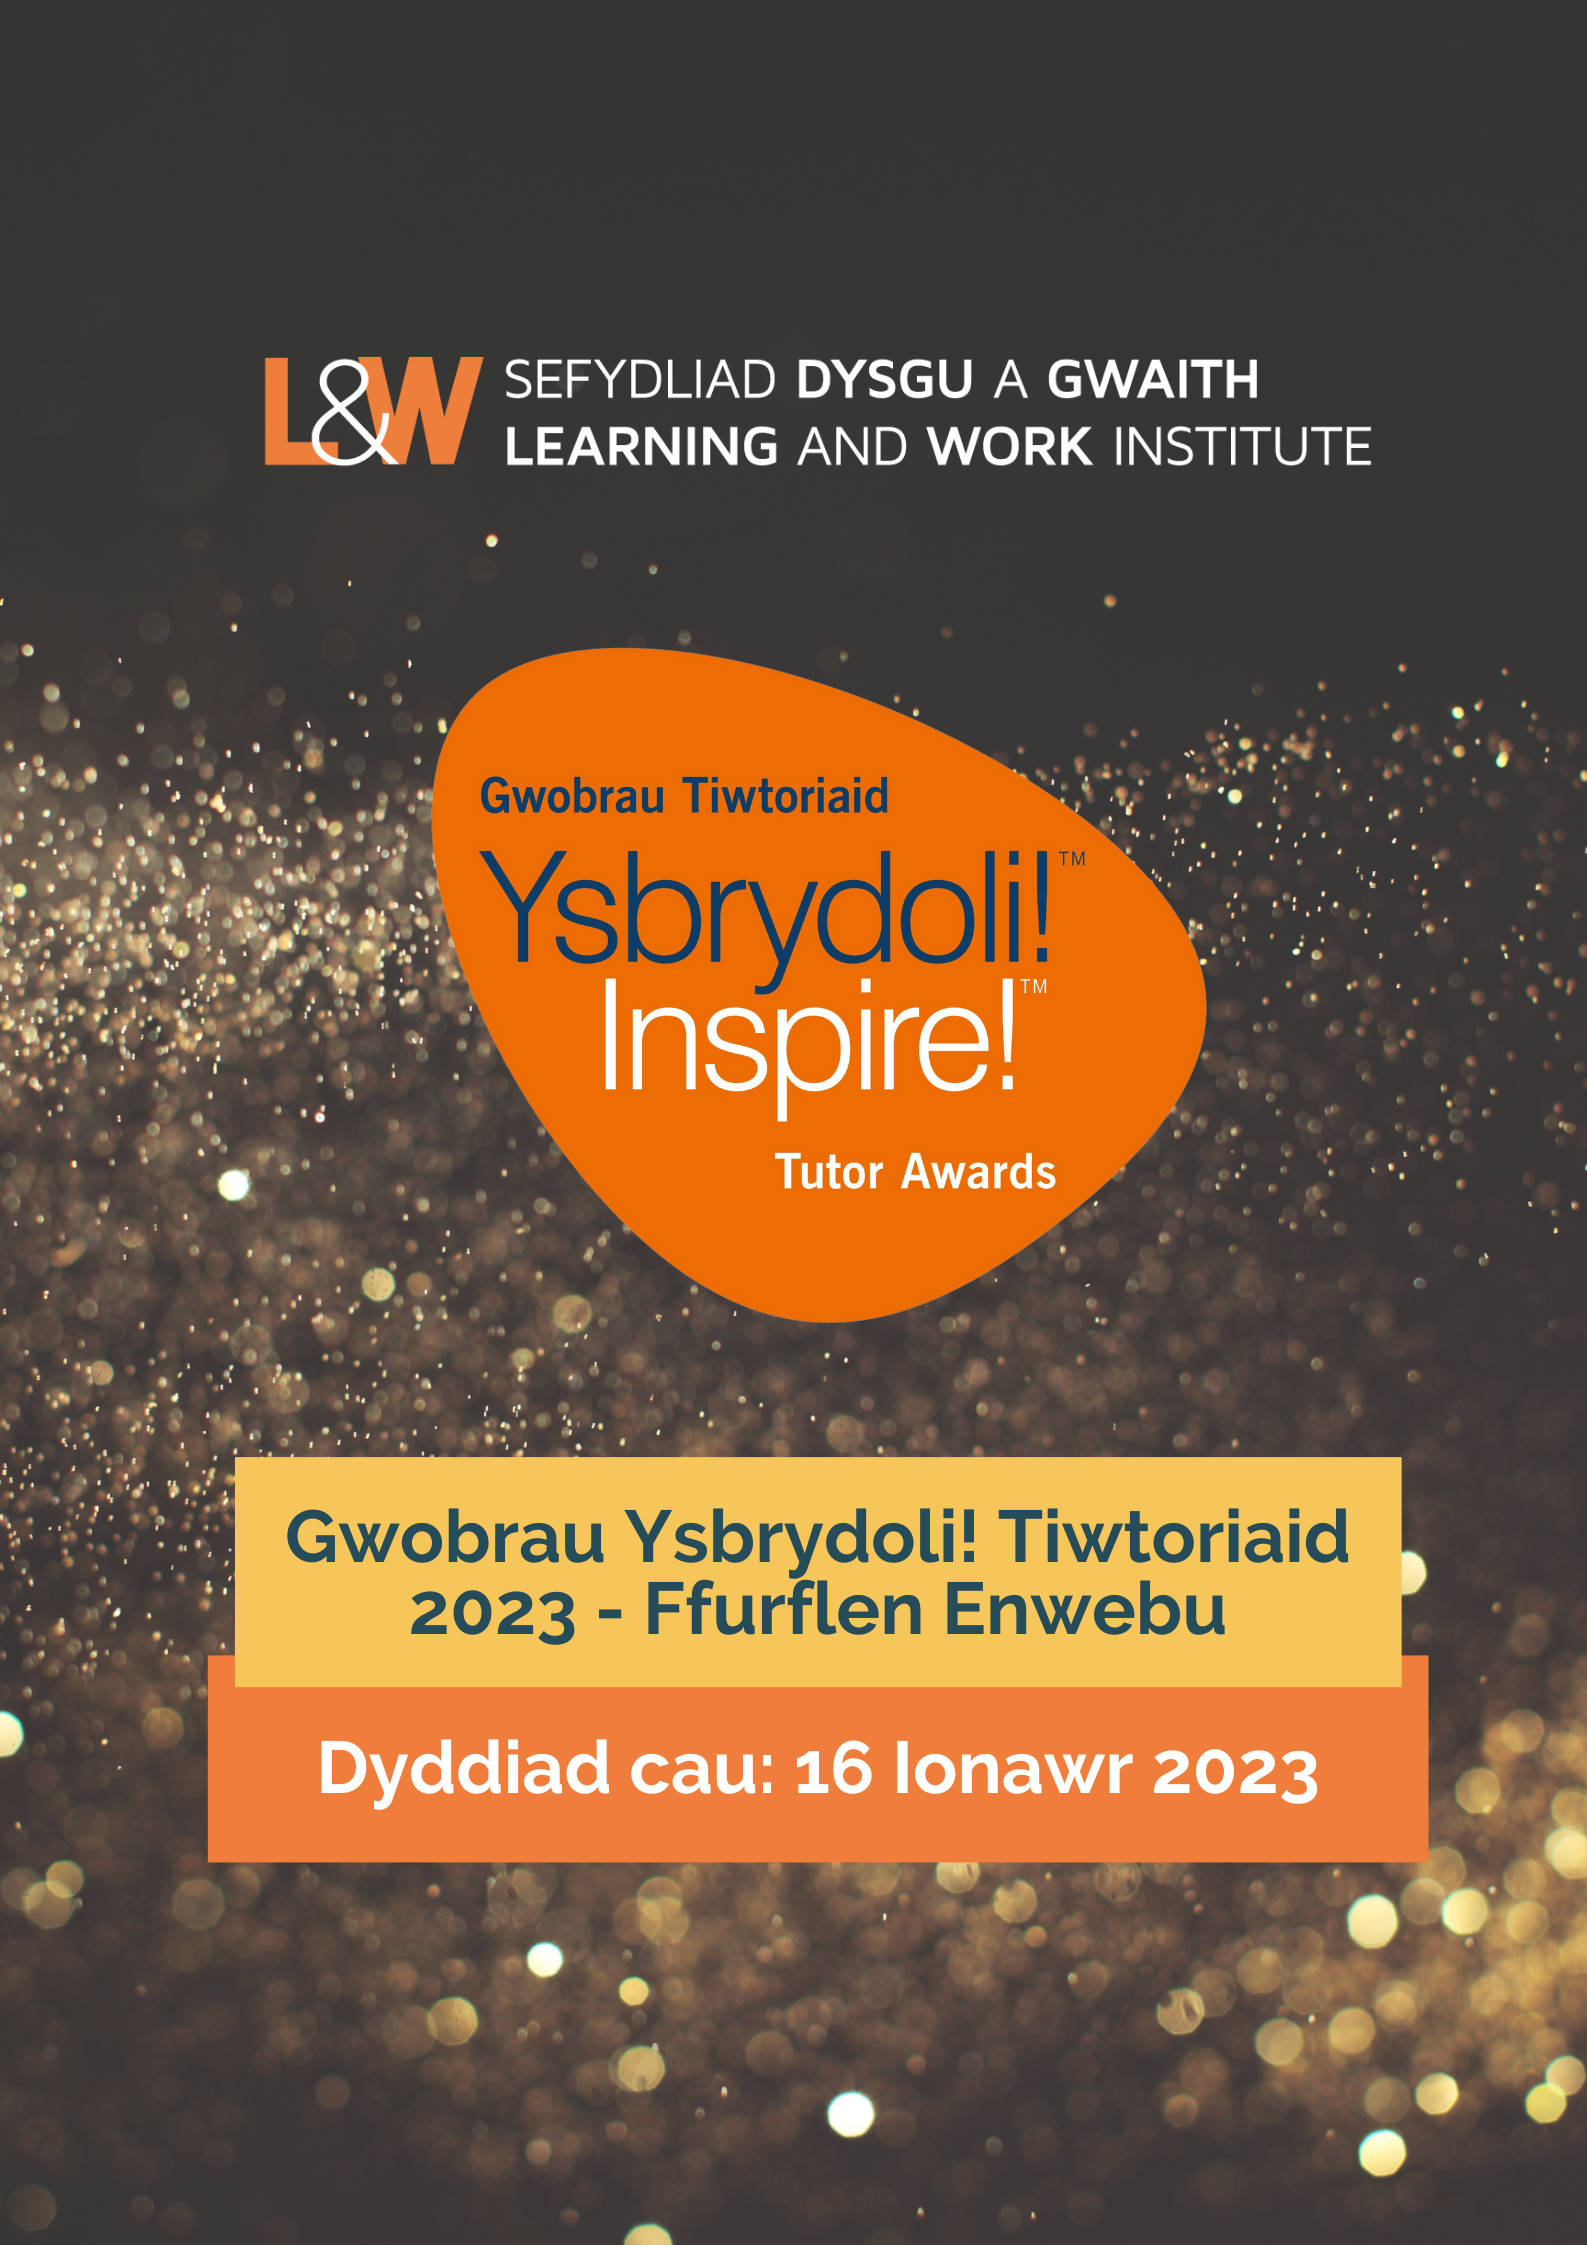 L&W
SEFYDLIAD DYSGU A GWAITH
LEARNING AND WORK INSTITUTE
Gwobrau Tiwtoriaid
Ysbrydoli!™
Inspire!™
Tutor Awards
Gwobrau Ysbrydoli! Tiwtoriaid
2023 - Ffurflen Enwebu
Dyddiad cau: 16 Ionawr 2023